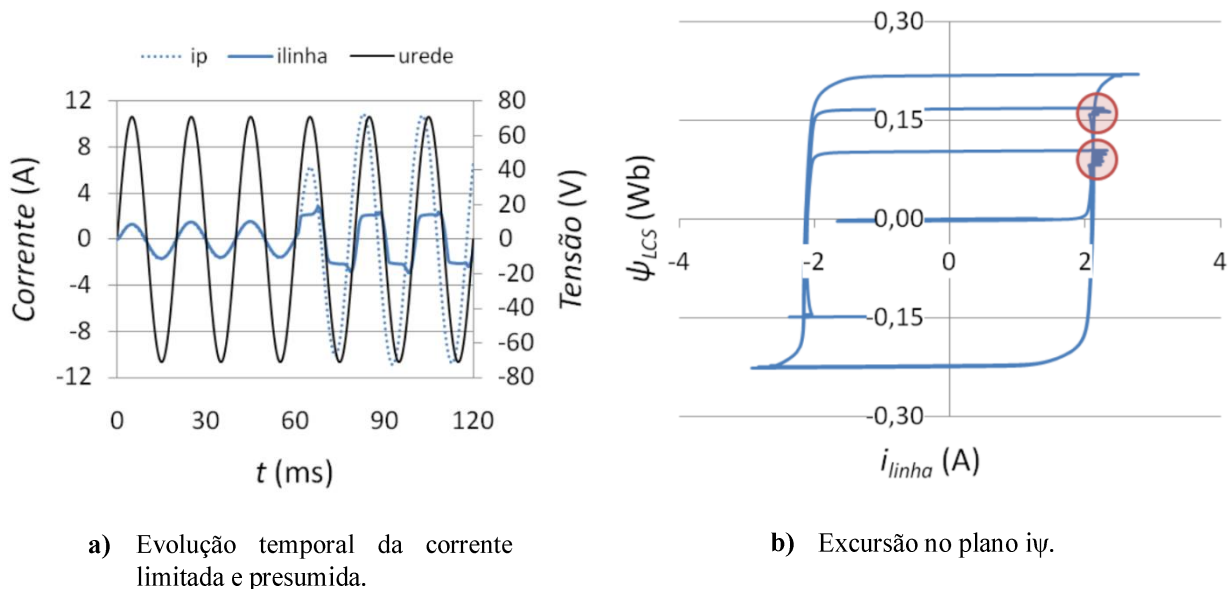 ip ilinha urede
12
8
4
0
-4
-8
-12
80
60
40
20
0
-20
-40
-60
-80
0 30 60 90 120
Corrente (A)
Tensão (V)
t (ms)
a) Evolução temporal da corrente
limitada e presumida.
0,30
0,15
0,00
-0,15
-0,30
-4 -2 0 2 4
ψLCS (Wb)
ilinha (A)
b) Excursão no plano iψ.